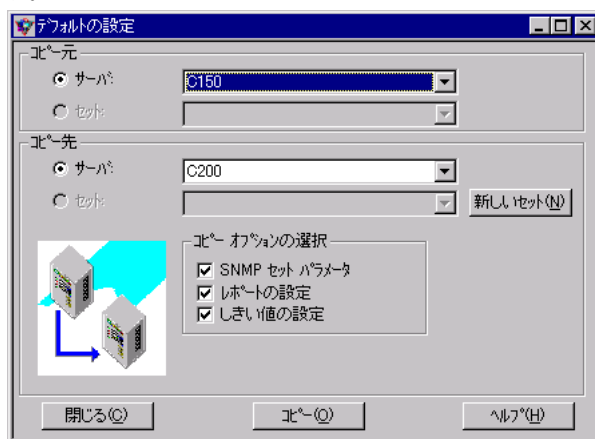 デフォルトの設定
コピー元
サーバ:
C150
セット:
コピー先
サーバ:
C200
セット:
新しいセット(N)
コピー オプションの選択
SNMP セット パラメータ
レポートの設定
しきい値の設定
閉じる(C)
コピー(O)
ヘルプ(H)